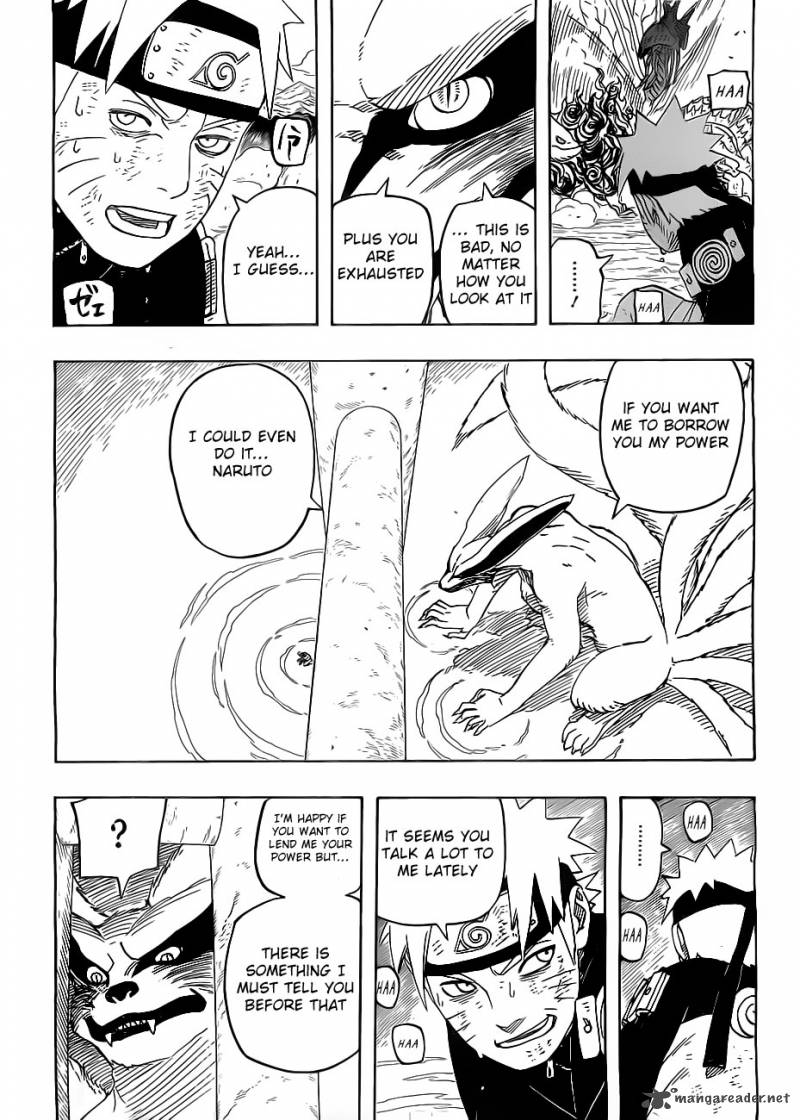 HAA
........!
HAA
... THIS IS
BAD, NO
MATTER
HOW YOU
LOOK AT IT
PLUS YOU
ARE
EXHAUSTED
YEAH...
I GUESS...
ゼェ
IF YOU WANT
ME TO BORROW
YOU MY POWER
I COULD EVEN
DO IT...
NARUTO
........
HAA
HAA
IT SEEMS YOU
TALK A LOT TO
ME LATELY
HAA
HAA
I'M HAPPY IF
YOU WANT TO
LEND ME YOUR
POWER BUT...
THERE IS
SOMETHING I
MUST TELL YOU
BEFORE THAT
?
mangareader.net